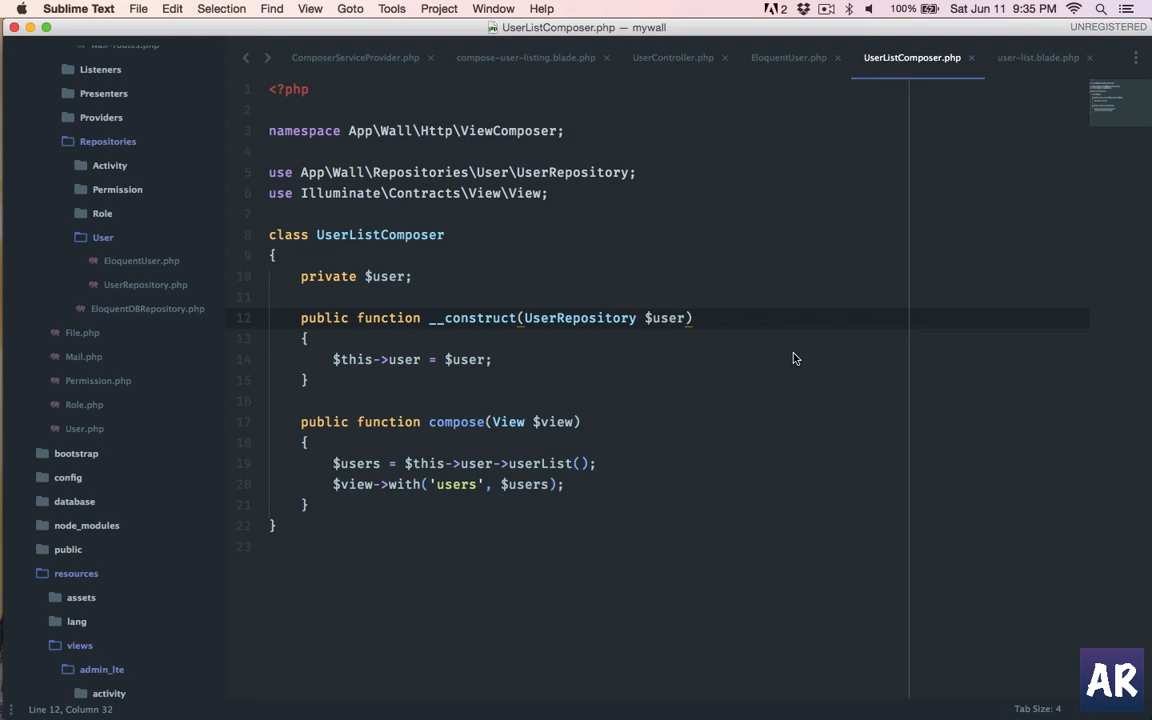 Sublime Text File Edit Selection Find View Goto Tools Project Window Help 2 100% Sat Jun 11 9:35 PM
UserListComposer.php — mywall UNREGISTERED
wall-routes.php
Listeners
Presenters
Providers
Repositories
Activity
Permission
Role
User
EloquentUser.php
UserRepository.php
EloquentDBRepository.php
File.php
Mail.php
Permission.php
Role.php
User.php
bootstrap
config
database
node_modules
public
resources
assets
lang
views
admin_lte
activity
ComposerServiceProvider.php compose-user-listing.blade.php UserController.php EloquentUser.php UserListComposer.php user-list.blade.php
1 <?php
2
3 namespace App\Wall\Http\ViewComposer;
4
5 use App\Wall\Repositories\User\UserRepository;
6 use Illuminate\Contracts\View\View;
7
8 class UserListComposer
9 {
10     private $user;
11
12     public function __construct(UserRepository $user)
13     {
14         $this->user = $user;
15     }
16
17     public function compose(View $view)
18     {
19         $users = $this->user->userList();
20         $view->with('users', $users);
21     }
22 }
23
AR
Line 12, Column 32 Tab Size: 4